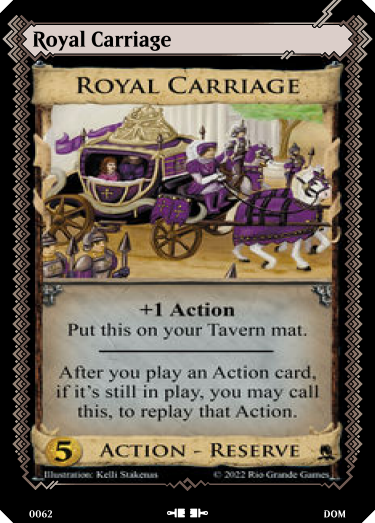 Royal Carriage
ROYAL CARRIAGE
+1 Action
Put this on your Tavern mat.
After you play an Action card,
if it's still in play, you may call
this, to replay that Action.
5 ACTION - RESERVE
Illustration: Kelli Stakenas © 2022 Rio Grande Games
0062 DOM